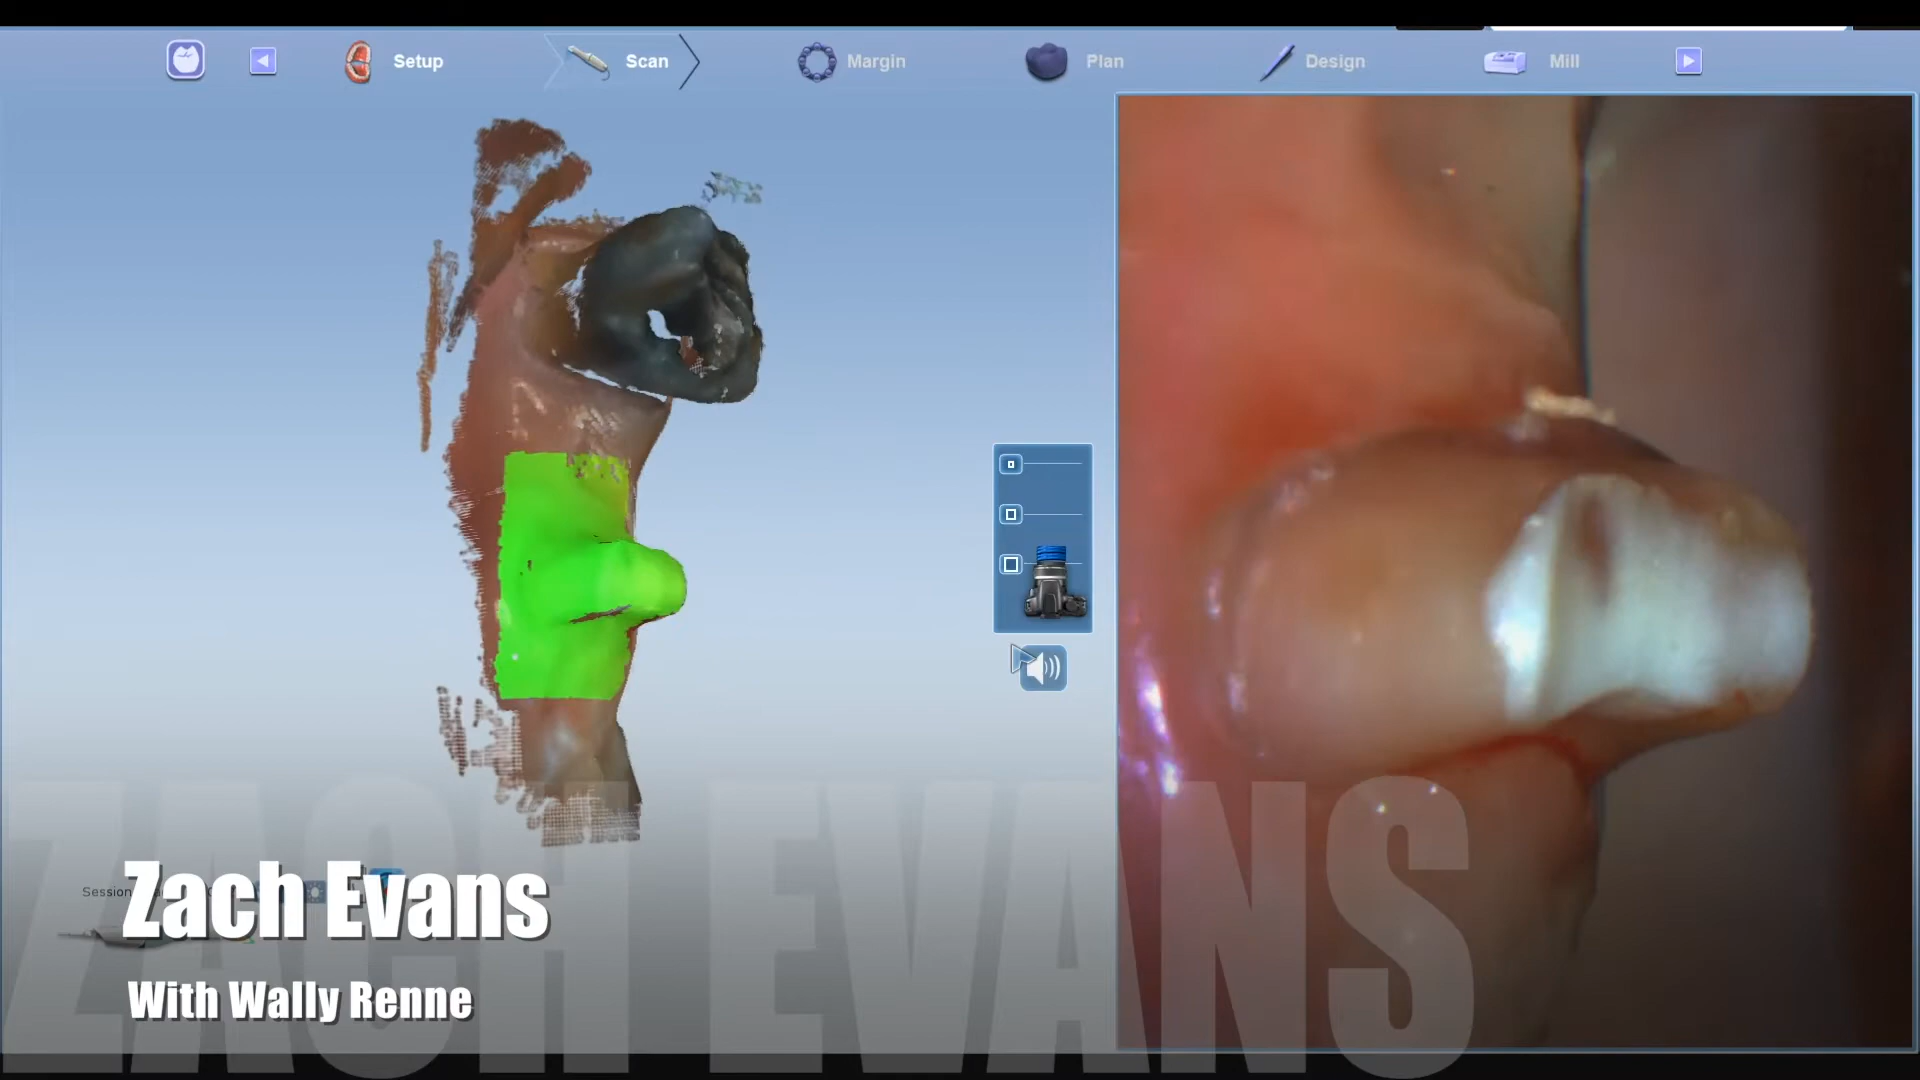 Setup
Scan
Margin
Plan
Design
Mill
Session
Zach Evans
With Wally Renne
ZACH EVANS